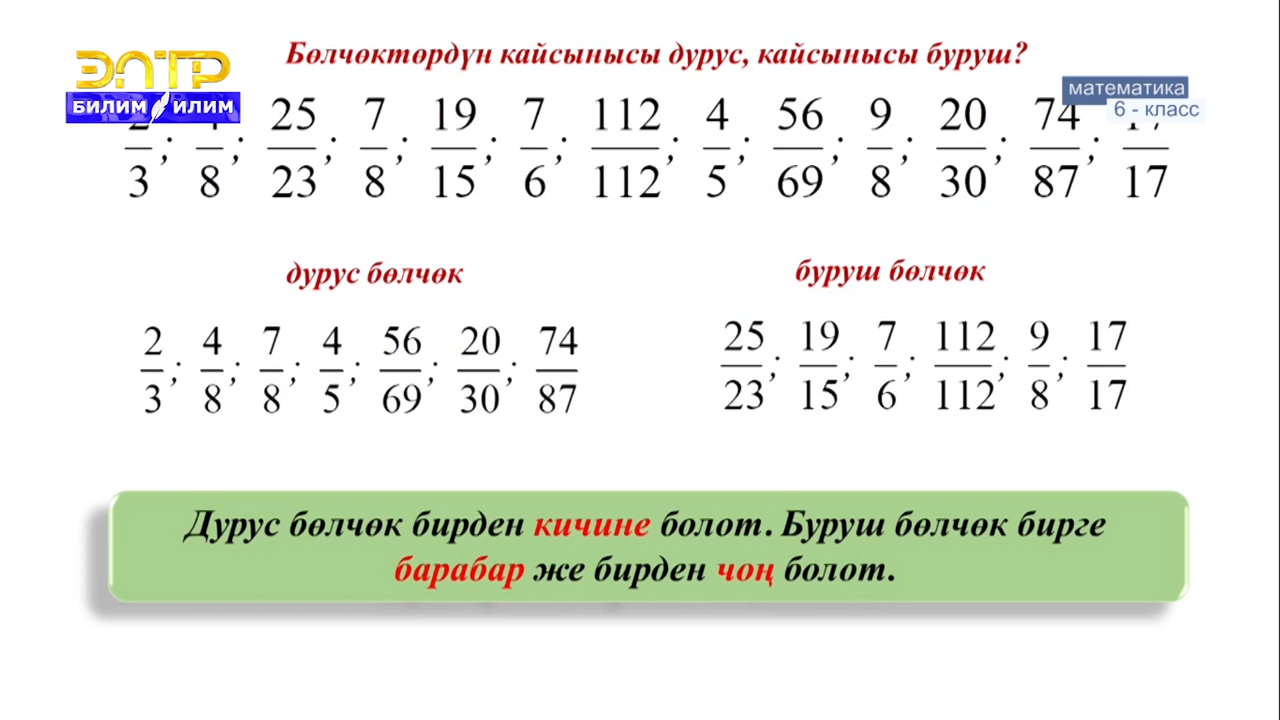 Бөлчөктөрдүн кайсынысы дурус, кайсынысы буруш?
ЭЛТР
БИЛИМ ИЛИМ
математика
6 - класс
3; 8; 25/23; 7/8; 19/15; 7/6; 112/112; 4/5; 56/69; 9/8; 20/30; 74/87; 17/17
дурус бөлчөк
буруш бөлчөк
2/3; 4/8; 7/8; 4/5; 56/69; 20/30; 74/87
25/23; 19/15; 7/6; 112/112; 9/8; 17/17
Дурус бөлчөк бирден кичине болот. Буруш бөлчөк бирге
барабар же бирден чоң болот.